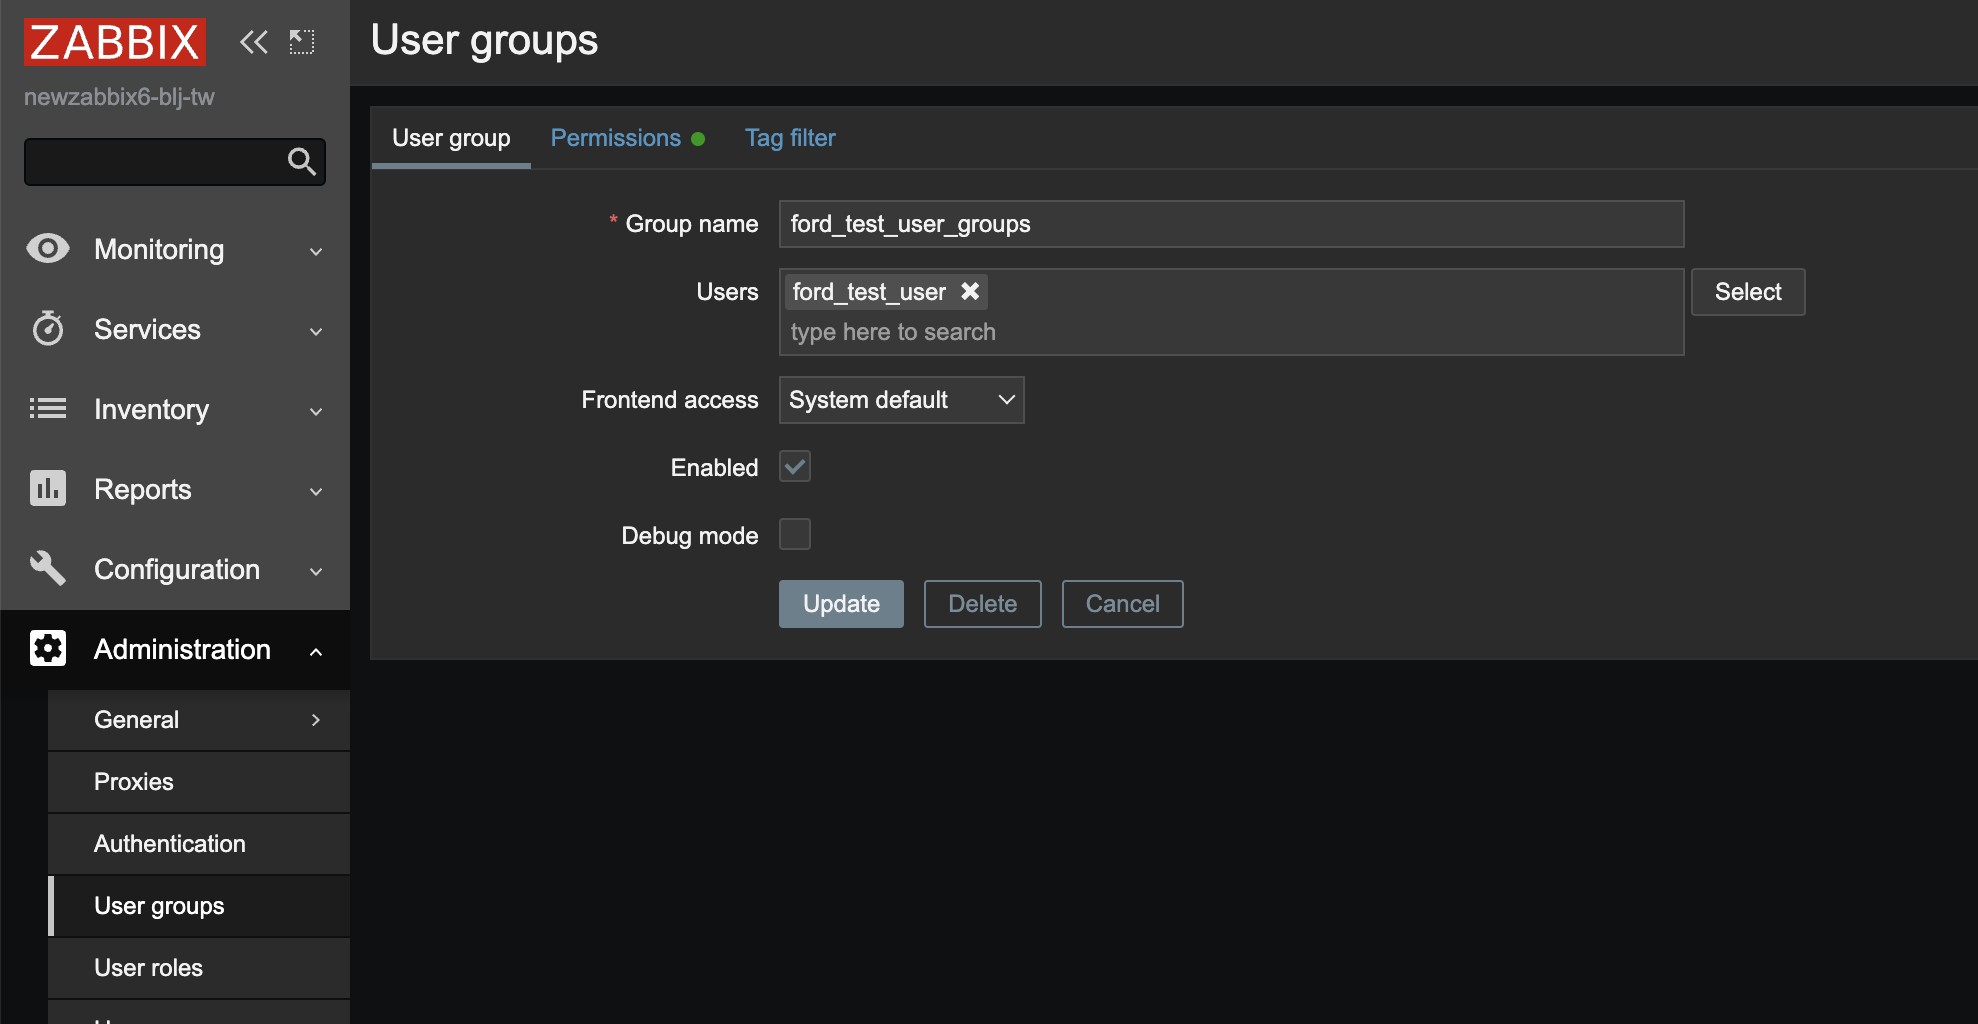 ZABBIX
newzabbix6-blj-tw
Monitoring
Services
Inventory
Reports
Configuration
Administration
General
Proxies
Authentication
User groups
User roles
User groups
User group Permissions Tag filter
* Group name ford_test_user_groups
Users ford_test_user Select
type here to search
Frontend access System default
Enabled
Debug mode
Update Delete Cancel